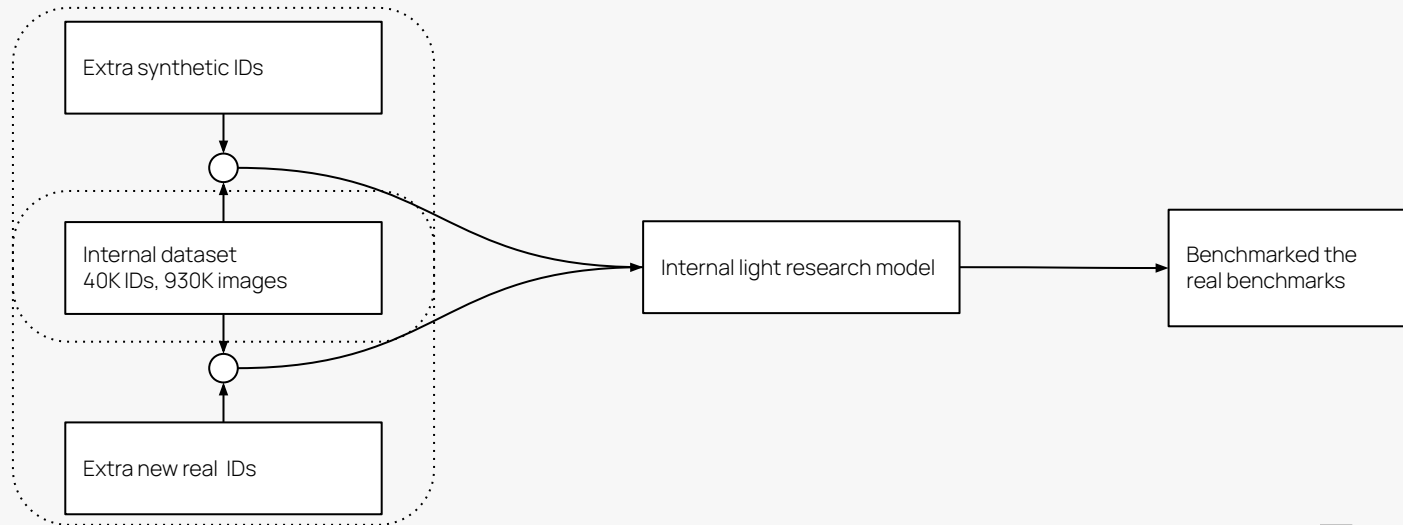 Extra synthetic IDs
Internal dataset
40K IDs, 930K images
Internal light research model
Benchmarked the
real benchmarks
Extra new real IDs